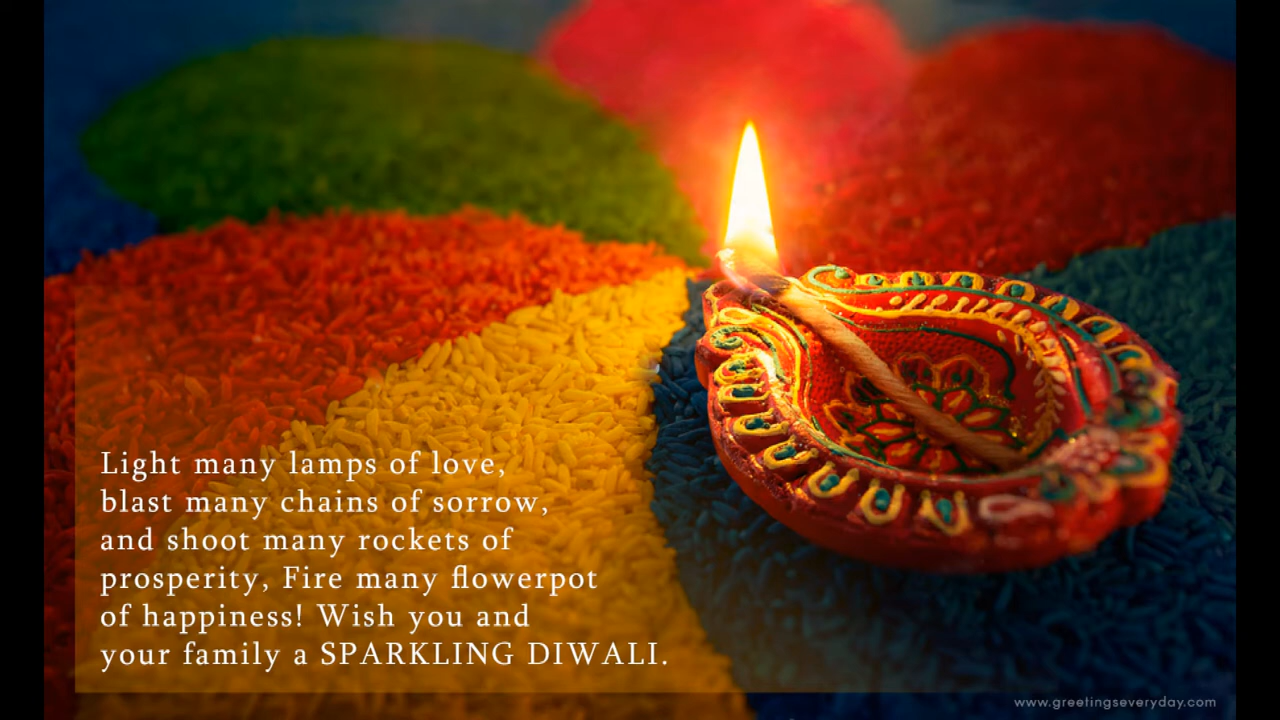 Light many lamps of love,
blast many chains of sorrow,
and shoot many rockets of
prosperity, Fire many flowerpot
of happiness! Wish you and
your family a SPARKLING DIWALI.
www.greetingseveryday.com